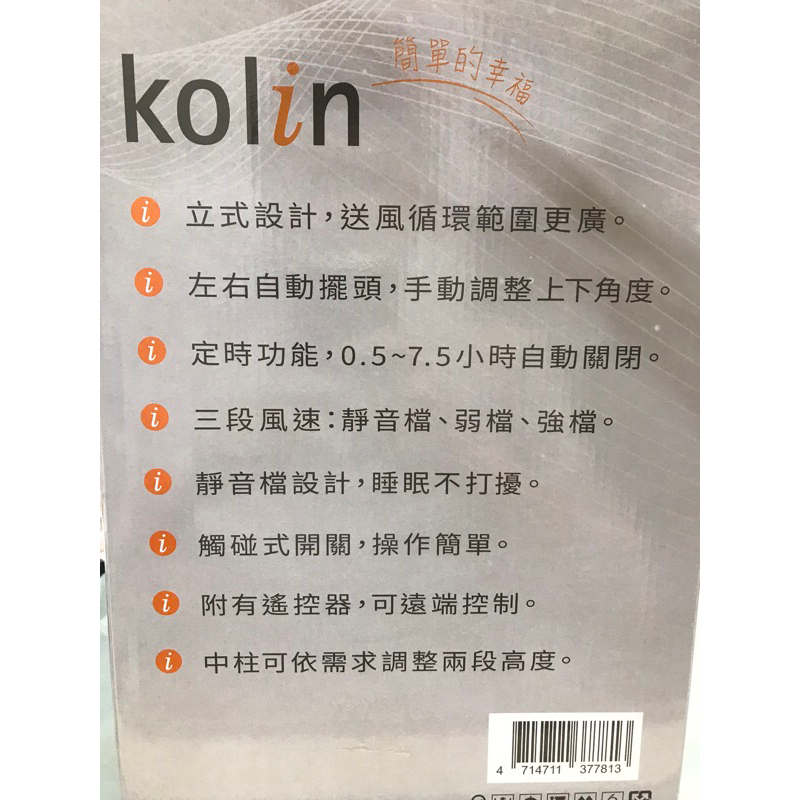 kolin
簡單的幸福
i 立式設計，送風循環範圍更廣。
i 左右自動擺頭，手動調整上下角度。
i 定時功能，0.5~7.5小時自動關閉。
i 三段風速：靜音檔、弱檔、強檔。
i 靜音檔設計，睡眠不打擾。
i 觸碰式開關，操作簡單。
i 附有遙控器，可遠端控制。
i 中柱可依需求調整兩段高度。
4 714711 377813